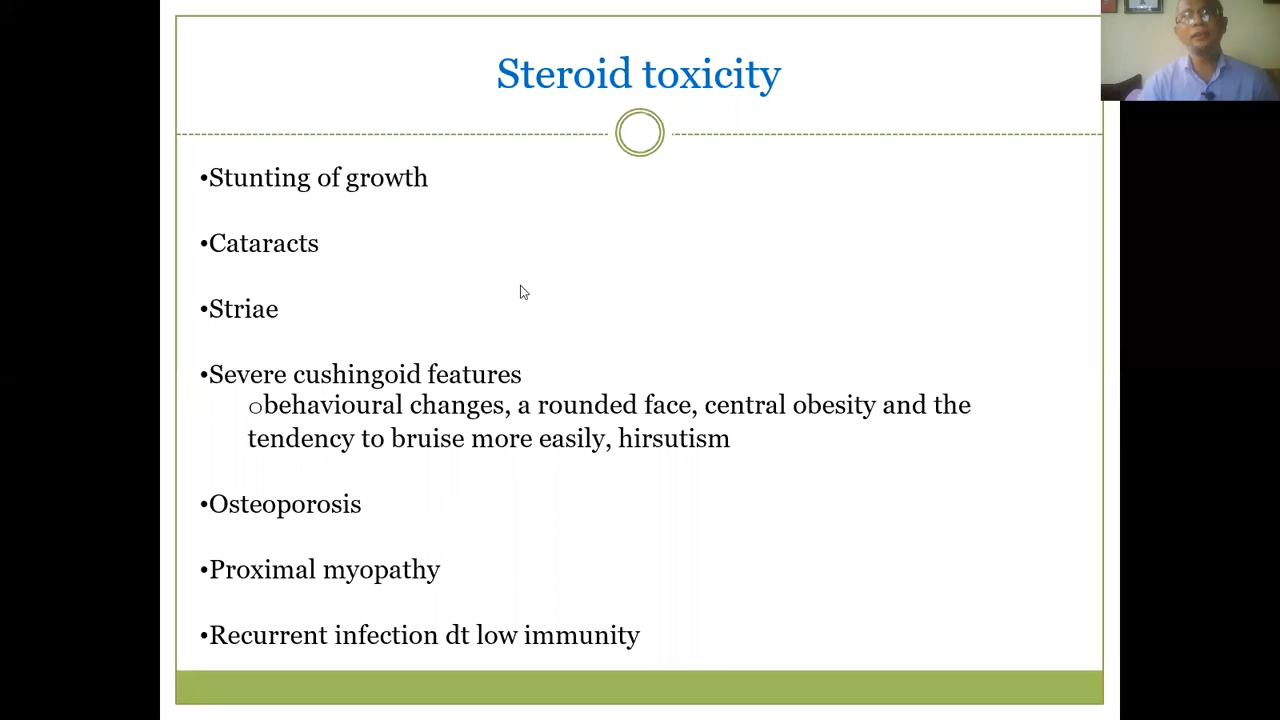 Steroid toxicity
•Stunting of growth
•Cataracts
•Striae
•Severe cushingoid features
obehavioural changes, a rounded face, central obesity and the
tendency to bruise more easily, hirsutism
•Osteoporosis
•Proximal myopathy
•Recurrent infection dt low immunity